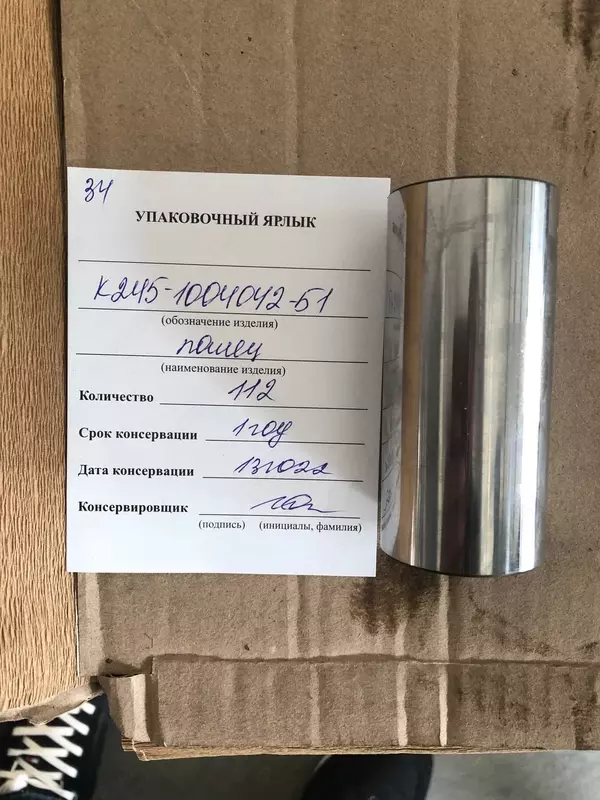 34
УПАКОВОЧНЫЙ ЯРЛЫК
К245-1004042-Б1
(обозначение изделия)
палец
(наименование изделия)
Количество 112
Срок консервации 1 год
Дата консервации 131022
Консервировщик
(подпись) (инициалы, фамилия)